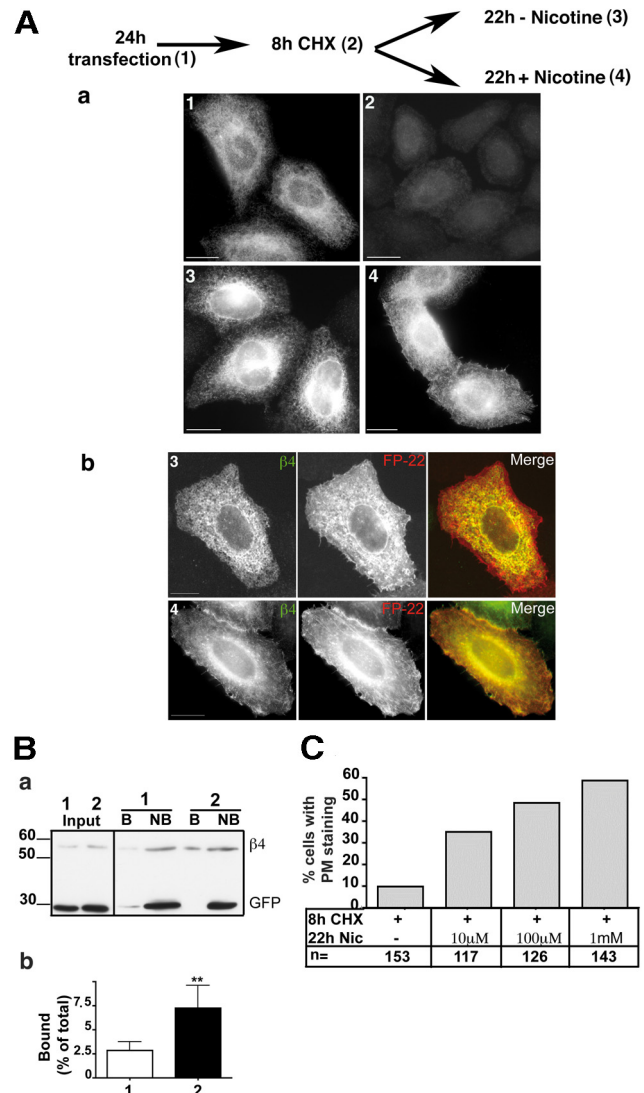 A
24h
transfection (1)
8h CHX (2)
22h - Nicotine (3)
22h + Nicotine (4)
a
1
2
3
4
b
3 β4 FP-22 Merge
4 β4 FP-22 Merge
B
a
1 2
Input
1 2
B NB B NB
60
50
30
β4
GFP
b
Bound
(% of total)
7,5
5
2.5
0
**
1 2
C
% cells with
PM staining
60
50
40
30
20
10
0
8h CHX + + + +
22h Nic - 10µM 100µM 1mM
n= 153 117 126 143